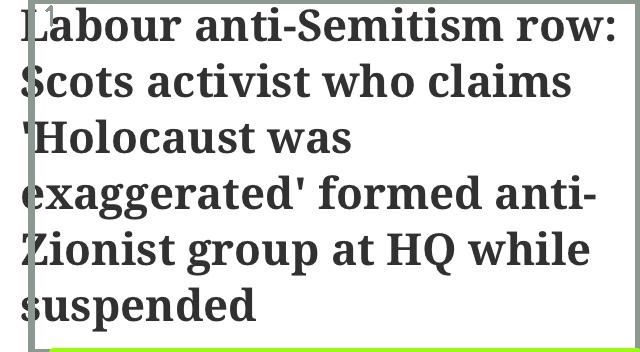 1
Labour anti-Semitism row:
Scots activist who claims
'Holocaust was
exaggerated' formed anti-
Zionist group at HQ while
suspended